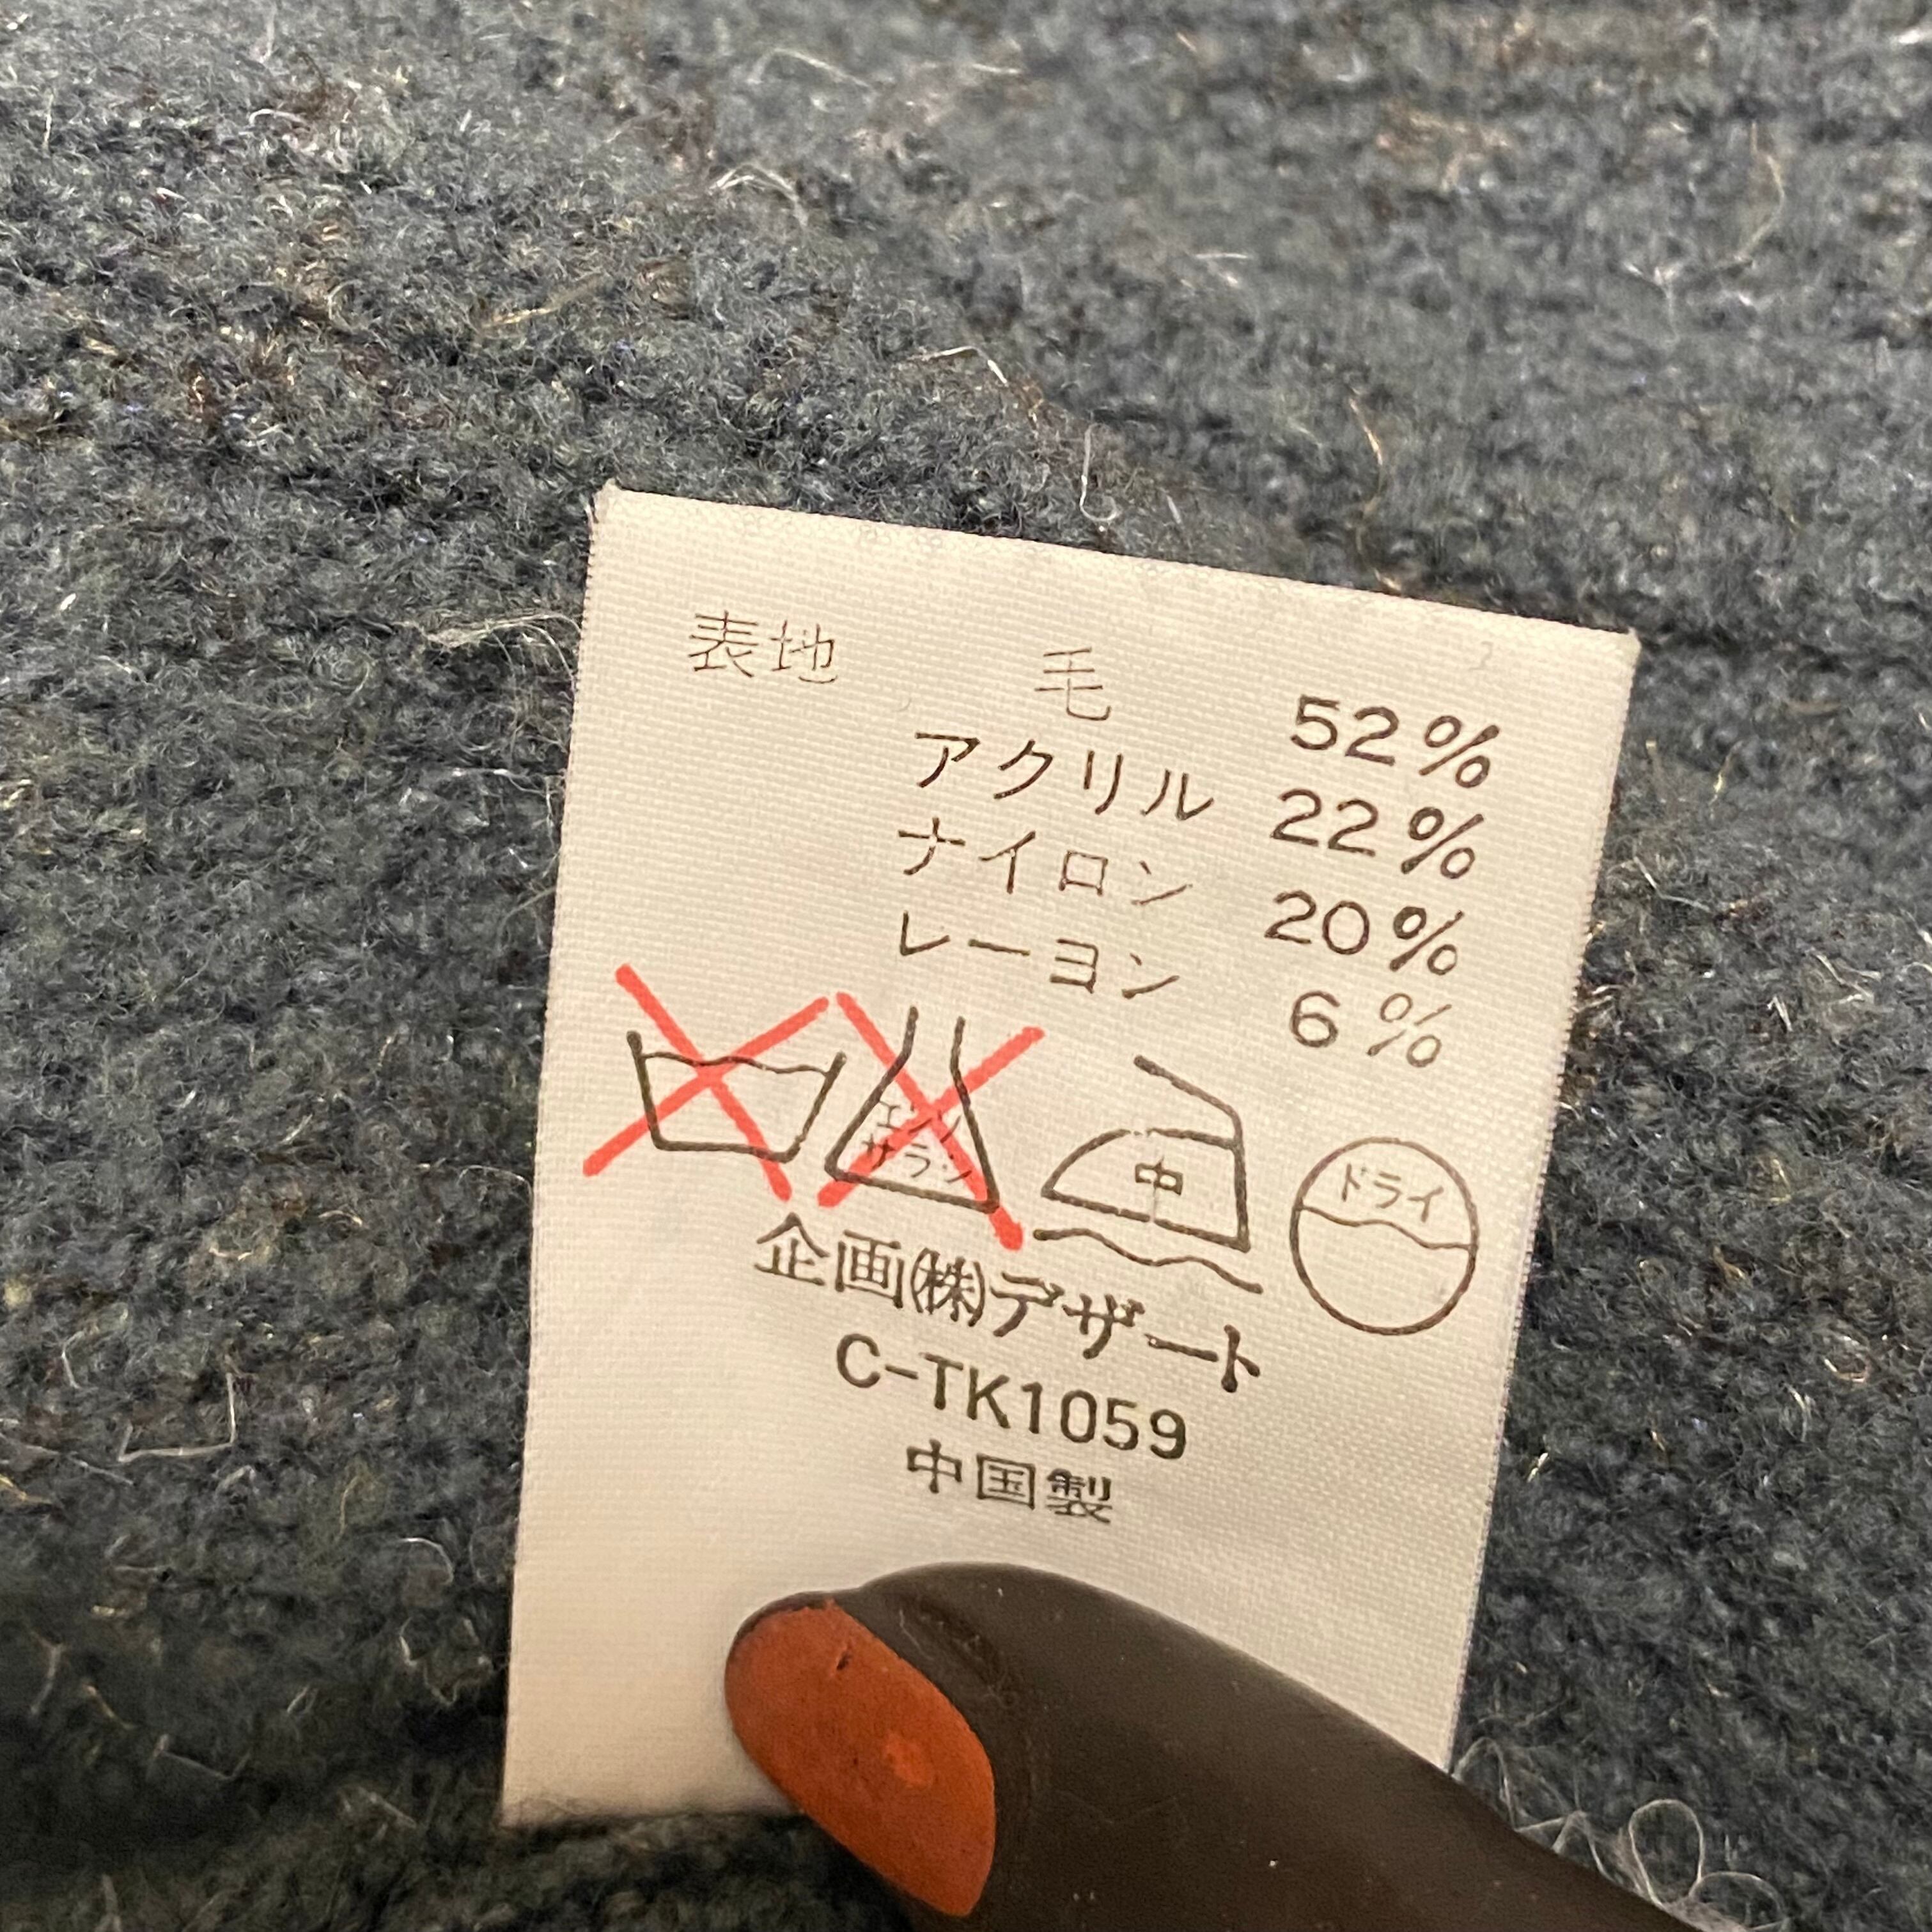 表地 毛 52%
アクリル 22%
ナイロン 20%
レーヨン 6%
エンソ
サラシ
中
ドライ
企画㈱デザート
C-TK1059
中国製